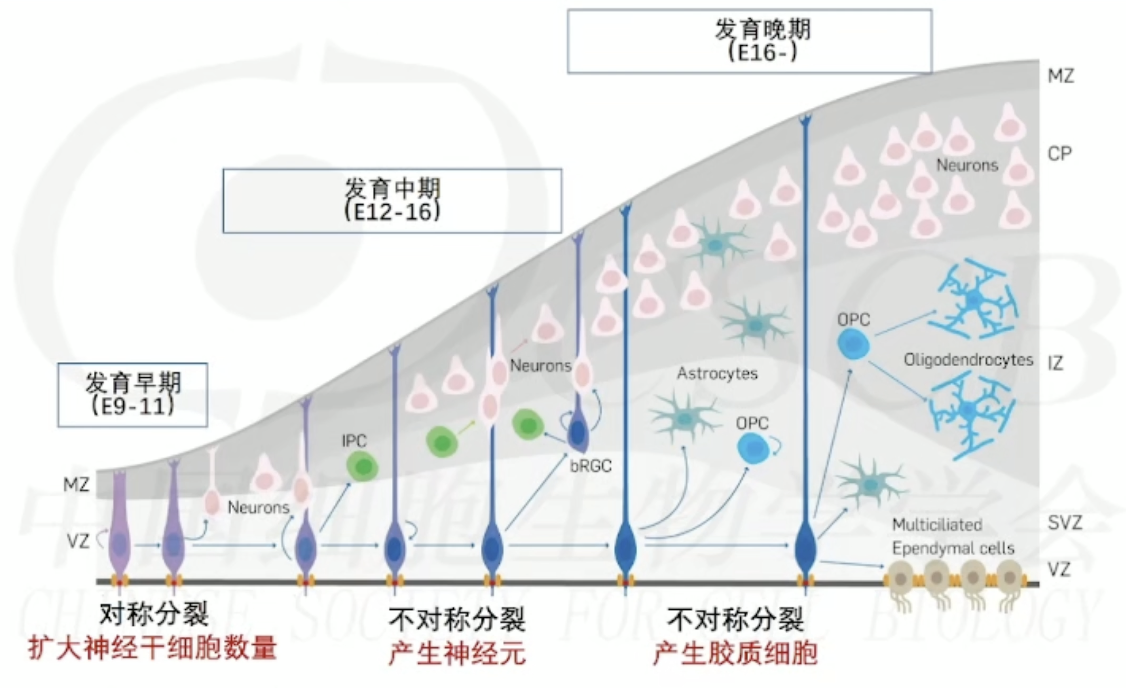 发育晚期
(E16-)
MZ
CP
Neurons
发育中期
(E12-16)
OPC
Oligodendrocytes
IZ
Neurons
Astrocytes
发育早期
(E9-11)
OPC
IPC
bRGC
MZ
Neurons
VZ
SVZ
Multiciliated
Ependymal cells
VZ
对称分裂
不对称分裂
不对称分裂
扩大神经干细胞数量
产生神经元
产生胶质细胞
中国细胞生物学学会
CHINESE SOCIETY FOR CELL BIOLOGY